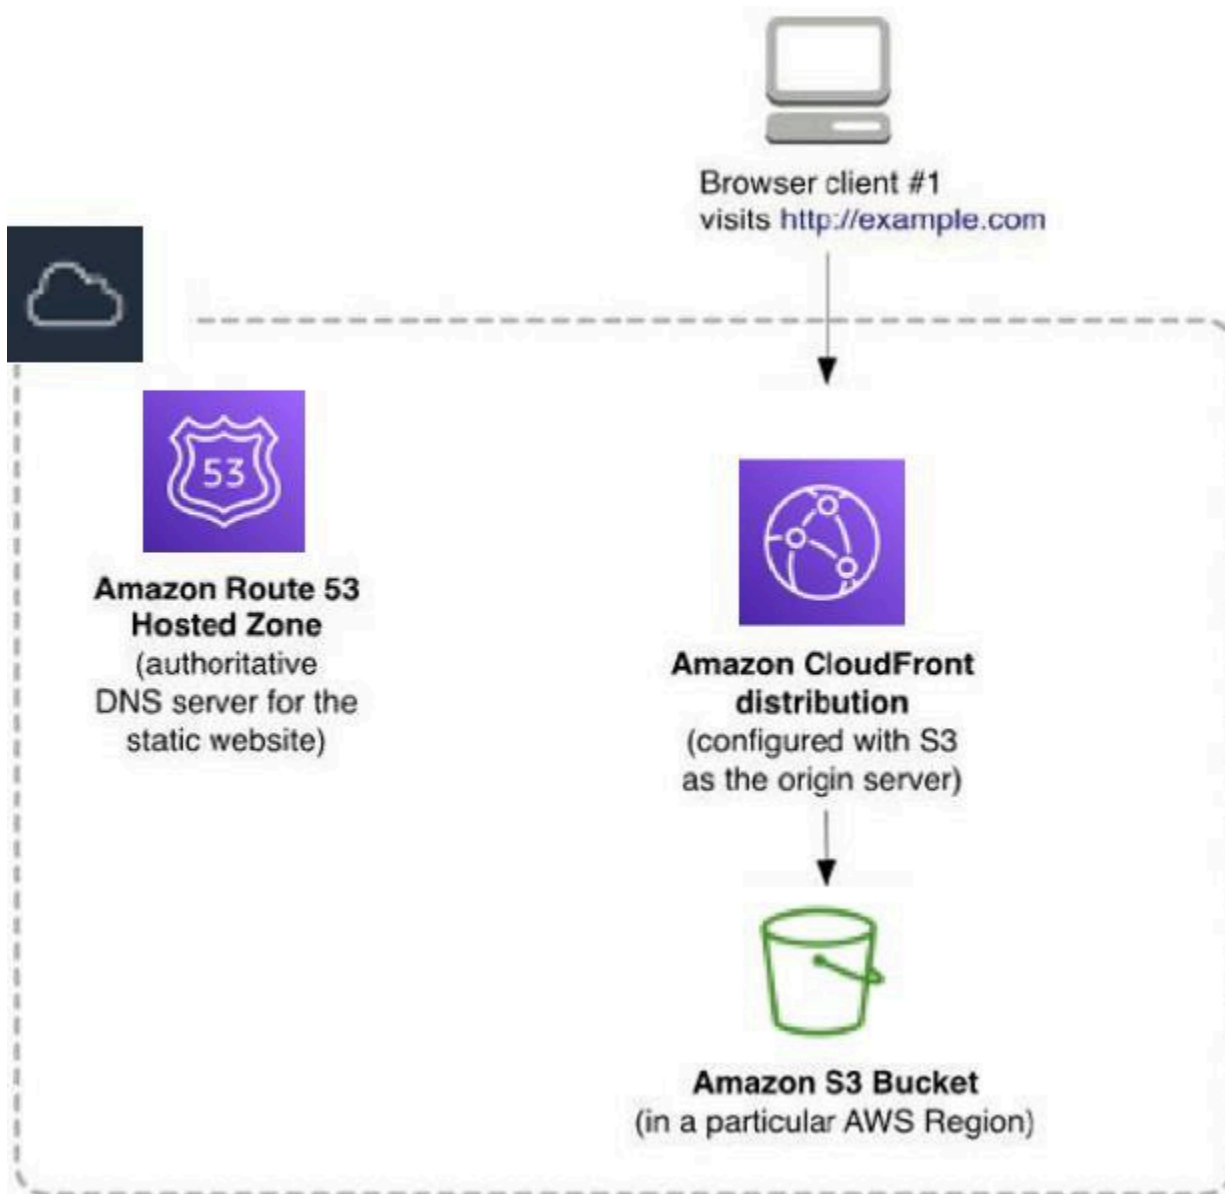 Browser client #1
visits http://example.com
53
Amazon Route 53
Hosted Zone
(authoritative
DNS server for the
static website)
Amazon CloudFront
distribution
(configured with S3
as the origin server)
Amazon S3 Bucket
(in a particular AWS Region)